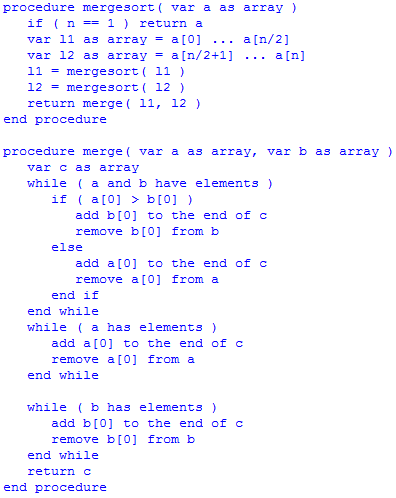 procedure mergesort( var a as array )
   if ( n == 1 ) return a
   var l1 as array = a[0] ... a[n/2]
   var l2 as array = a[n/2+1] ... a[n]
   l1 = mergesort( l1 )
   l2 = mergesort( l2 )
   return merge( l1, l2 )
end procedure

procedure merge( var a as array, var b as array )
   var c as array
   while ( a and b have elements )
      if ( a[0] > b[0] )
         add b[0] to the end of c
         remove b[0] from b
      else
         add a[0] to the end of c
         remove a[0] from a
      end if
   end while
   while ( a has elements )
      add a[0] to the end of c
      remove a[0] from a
   end while

   while ( b has elements )
      add b[0] to the end of c
      remove b[0] from b
   end while
   return c
end procedure